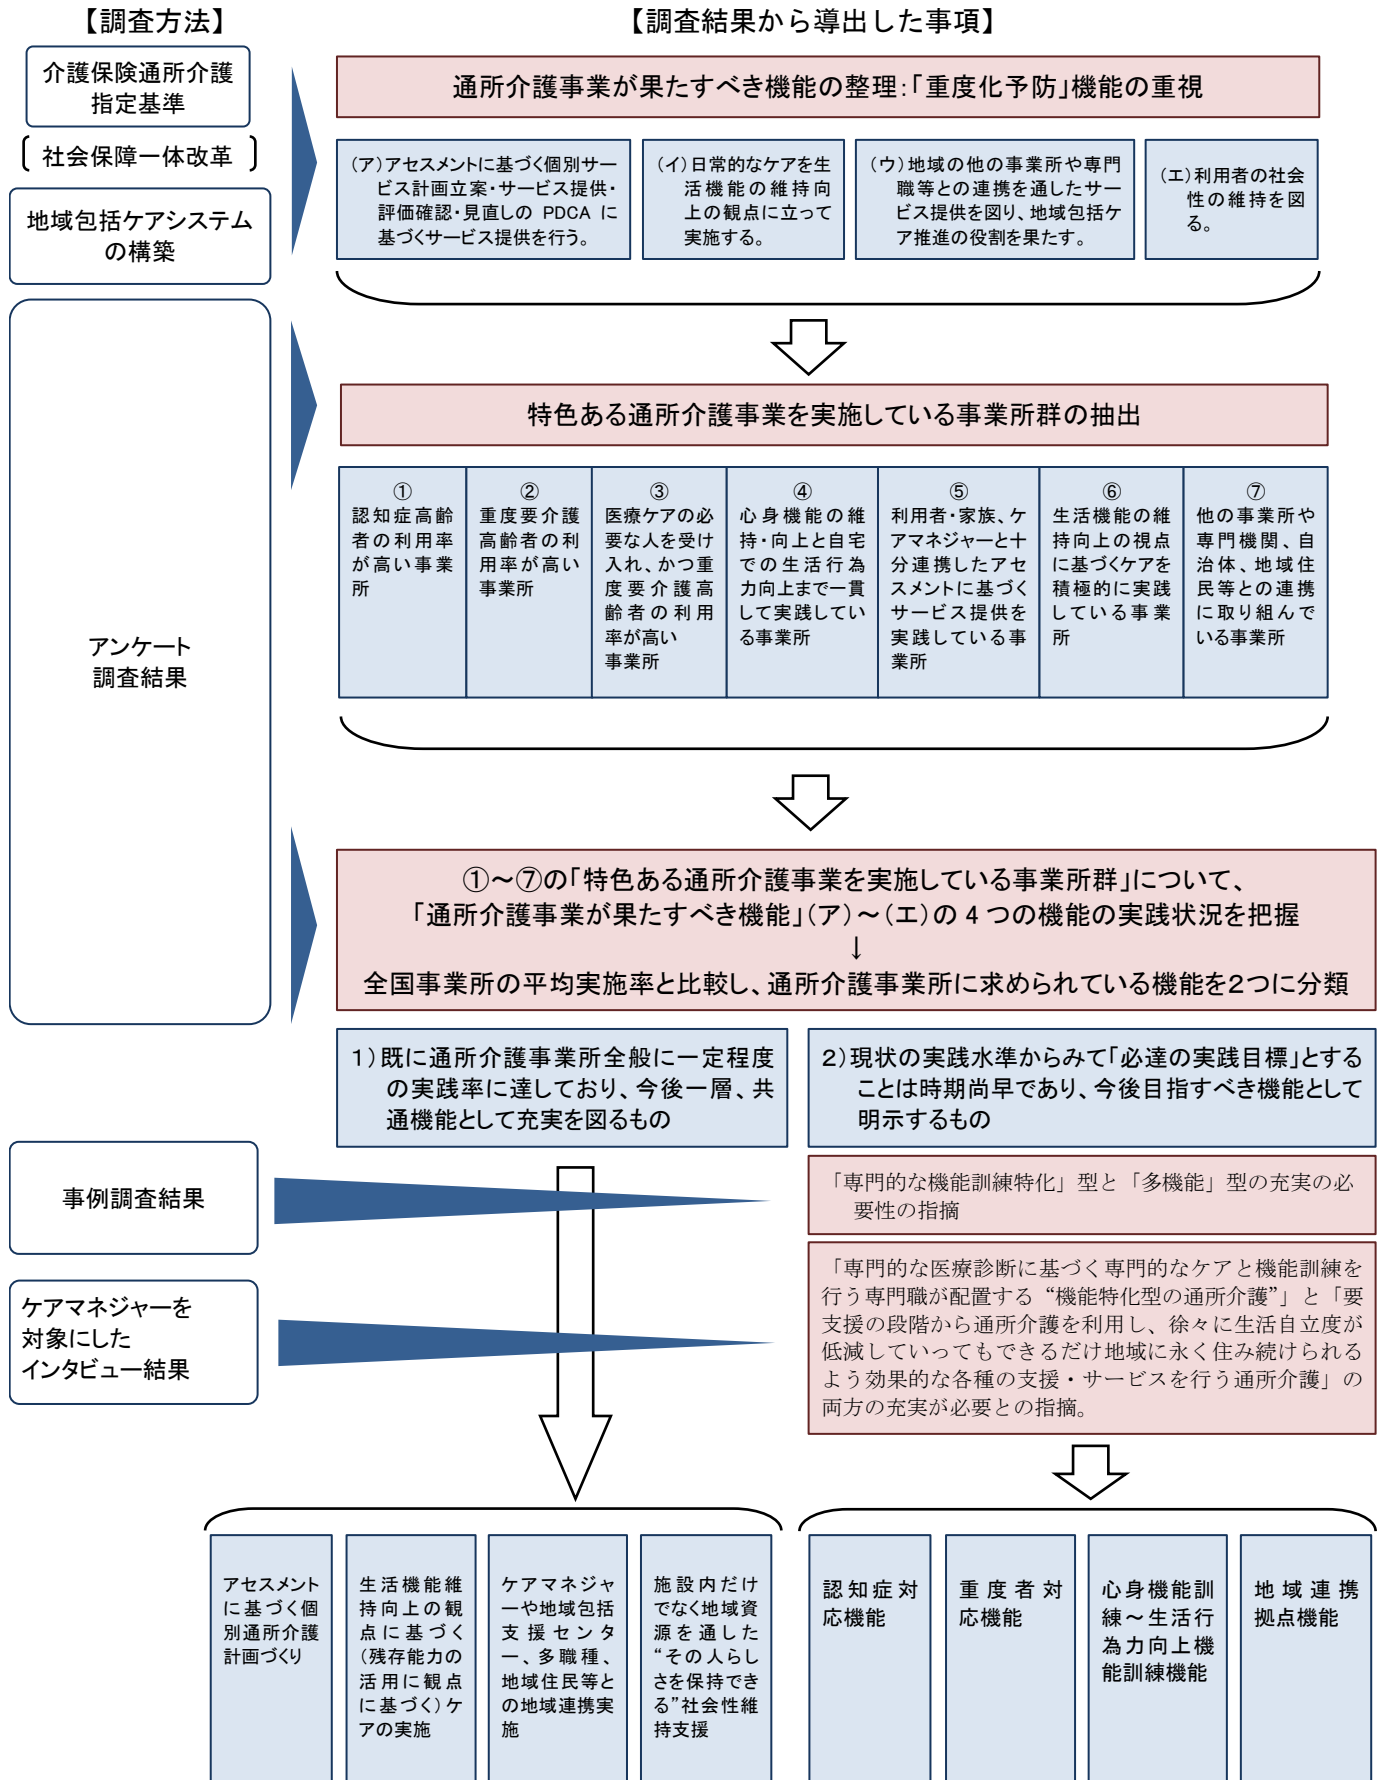 【調査方法】
【調査結果から導出した事項】
介護保険通所介護
指定基準
社会保障一体改革
地域包括ケアシステム
の構築
通所介護事業が果たすべき機能の整理：「重度化予防」機能の重視
（ア）アセスメントに基づく個別サー
ビス計画立案・サービス提供・
評価確認・見直しの PDCA に
基づくサービス提供を行う。
（イ）日常的なケアを生
活機能の維持向
上の観点に立って
実施する。
（ウ）地域の他の事業所や専門
職等との連携を通したサー
ビス提供を図り、地域包括ケ
ア推進の役割を果たす。
（エ）利用者の社会
性の維持を図
る。
アンケート
調査結果
特色ある通所介護事業を実施している事業所群の抽出
①
認知症高齢
者の利用率
が高い事業
所
②
重度要介護
高齢者の利
用率が高い
事業所
③
医療ケアの必
要な人を受け
入れ、かつ重
度要介護高
齢者の利用
率が高い
事業所
④
心身機能の維
持・向上と自宅
での生活行為
力向上まで一貫
して実践してい
る事業所
⑤
利用者・家族、ケ
アマネジャーと十
分連携したアセ
スメントに基づく
サービス提供を
実践している事
業所
⑥
生活機能の維
持向上の視点
に基づくケアを
積極的に実践
している事業
所
⑦
他の事業所や
専門機関、自
治体、地域住
民等との連携
に取り組んで
いる事業所
①～⑦の「特色ある通所介護事業を実施している事業所群」について、
「通所介護事業が果たすべき機能」（ア）～（エ）の 4 つの機能の実践状況を把握
↓
全国事業所の平均実施率と比較し、通所介護事業所に求められている機能を２つに分類
１）既に通所介護事業所全般に一定程度
の実践率に達しており、今後一層、共
通機能として充実を図るもの
２）現状の実践水準からみて「必達の実践目標」とする
ことは時期尚早であり、今後目指すべき機能として
明示するもの
事例調査結果
「専門的な機能訓練特化」型と「多機能」型の充実の必
要性の指摘
ケアマネジャーを
対象にした
インタビュー結果
「専門的な医療診断に基づく専門的なケアと機能訓練を
行う専門職が配置する“機能特化型の通所介護”」と「要
支援の段階から通所介護を利用し、徐々に生活自立度が
低減していってもできるだけ地域に永く住み続けられる
よう効果的な各種の支援・サービスを行う通所介護」の
両方の充実が必要との指摘。
アセスメント
に基づく個
別通所介護
計画づくり
生活機能維
持向上の観
点に基づく
（残存能力の
活用に観点
に基づく）ケ
アの実施
ケアマネジャ
ーや地域包括
支援センタ
ー、多職種、
地域住民等と
の地域連携実
施
施設内だけ
でなく地域資
源を通した
“その人らし
さを保持でき
る”社会性維
持支援
認知症対
応機能
重度者対
応機能
心身機能訓
練～生活行
為力向上機
能訓練機能
地域連携
拠点機能